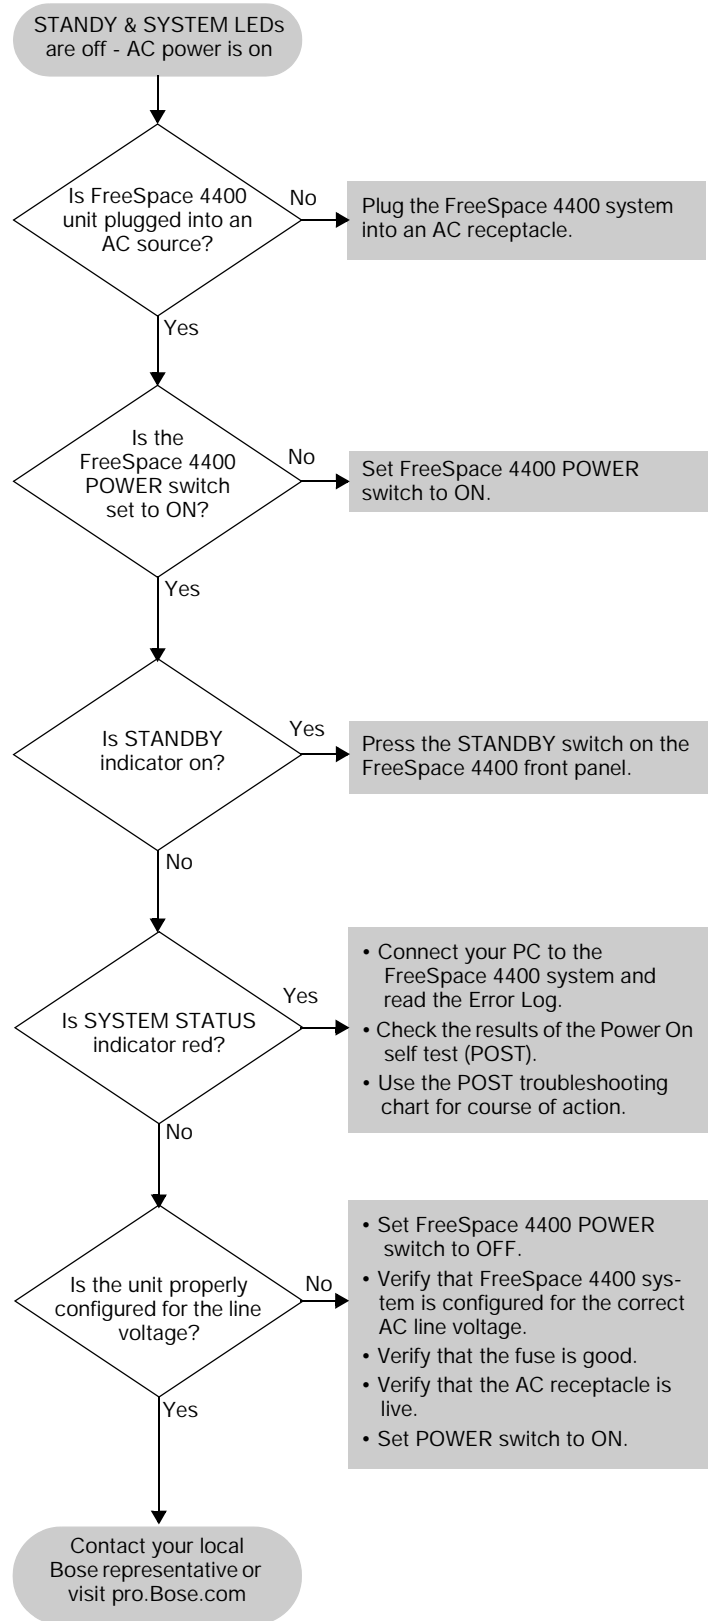 STANDY & SYSTEM LEDs
are off - AC power is on
Is FreeSpace 4400
unit plugged into an
AC source?
No
Plug the FreeSpace 4400 system
into an AC receptacle.
Yes
Is the
FreeSpace 4400
POWER switch
set to ON?
No
Set FreeSpace 4400 POWER
switch to ON.
Yes
Is STANDBY
indicator on?
Yes
Press the STANDBY switch on the
FreeSpace 4400 front panel.
No
Is SYSTEM STATUS
indicator red?
Yes
• Connect your PC to the
FreeSpace 4400 system and
read the Error Log.
• Check the results of the Power On
self test (POST).
• Use the POST troubleshooting
chart for course of action.
No
Is the unit properly
configured for the line
voltage?
No
• Set FreeSpace 4400 POWER
switch to OFF.
• Verify that FreeSpace 4400 sys-
tem is configured for the correct
AC line voltage.
• Verify that the fuse is good.
• Verify that the AC receptacle is
live.
• Set POWER switch to ON.
Yes
Contact your local
Bose representative or
visit pro.Bose.com